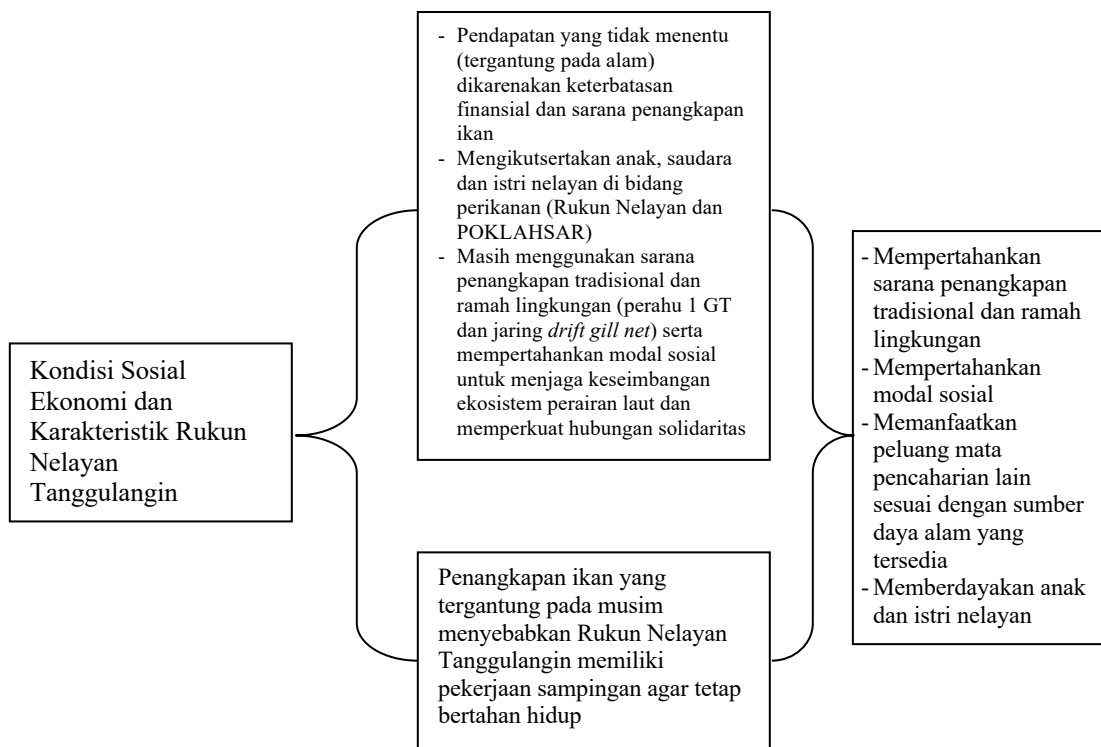 Kondisi Sosial
Ekonomi dan
Karakteristik Rukun
Nelayan
Tanggulangin
- Pendapatan yang tidak menentu
(tergantung pada alam)
dikarenakan keterbatasan
finansial dan sarana penangkapan
ikan
- Mengikutsertakan anak, saudara
dan istri nelayan di bidang
perikanan (Rukun Nelayan dan
POKLAHSAR)
- Masih menggunakan sarana
penangkapan tradisional dan
ramah lingkungan (perahu 1 GT
dan jaring drift gill net) serta
mempertahankan modal sosial
untuk menjaga keseimbangan
ekosistem perairan laut dan
memperkuat hubungan solidaritas
Penangkapan ikan yang
tergantung pada musim
menyebabkan Rukun Nelayan
Tanggulangin memiliki
pekerjaan sampingan agar tetap
bertahan hidup
- Mempertahankan
sarana penangkapan
tradisional dan ramah
lingkungan
- Mempertahankan
modal sosial
- Memanfaatkan
peluang mata
pencaharian lain
sesuai dengan sumber
daya alam yang
tersedia
- Memberdayakan anak
dan istri nelayan